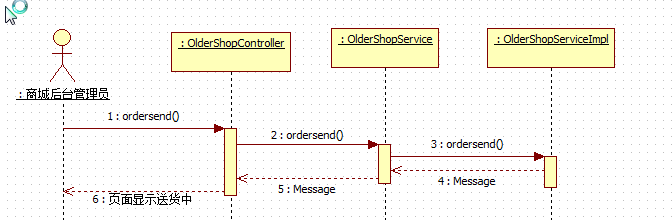 : OlderShopController
: OlderShopService
: OlderShopServiceImpl
: 商城后台管理员
1 : ordersend()
2 : ordersend()
3 : ordersend()
4 : Message
5 : Message
6 : 页面显示送货中